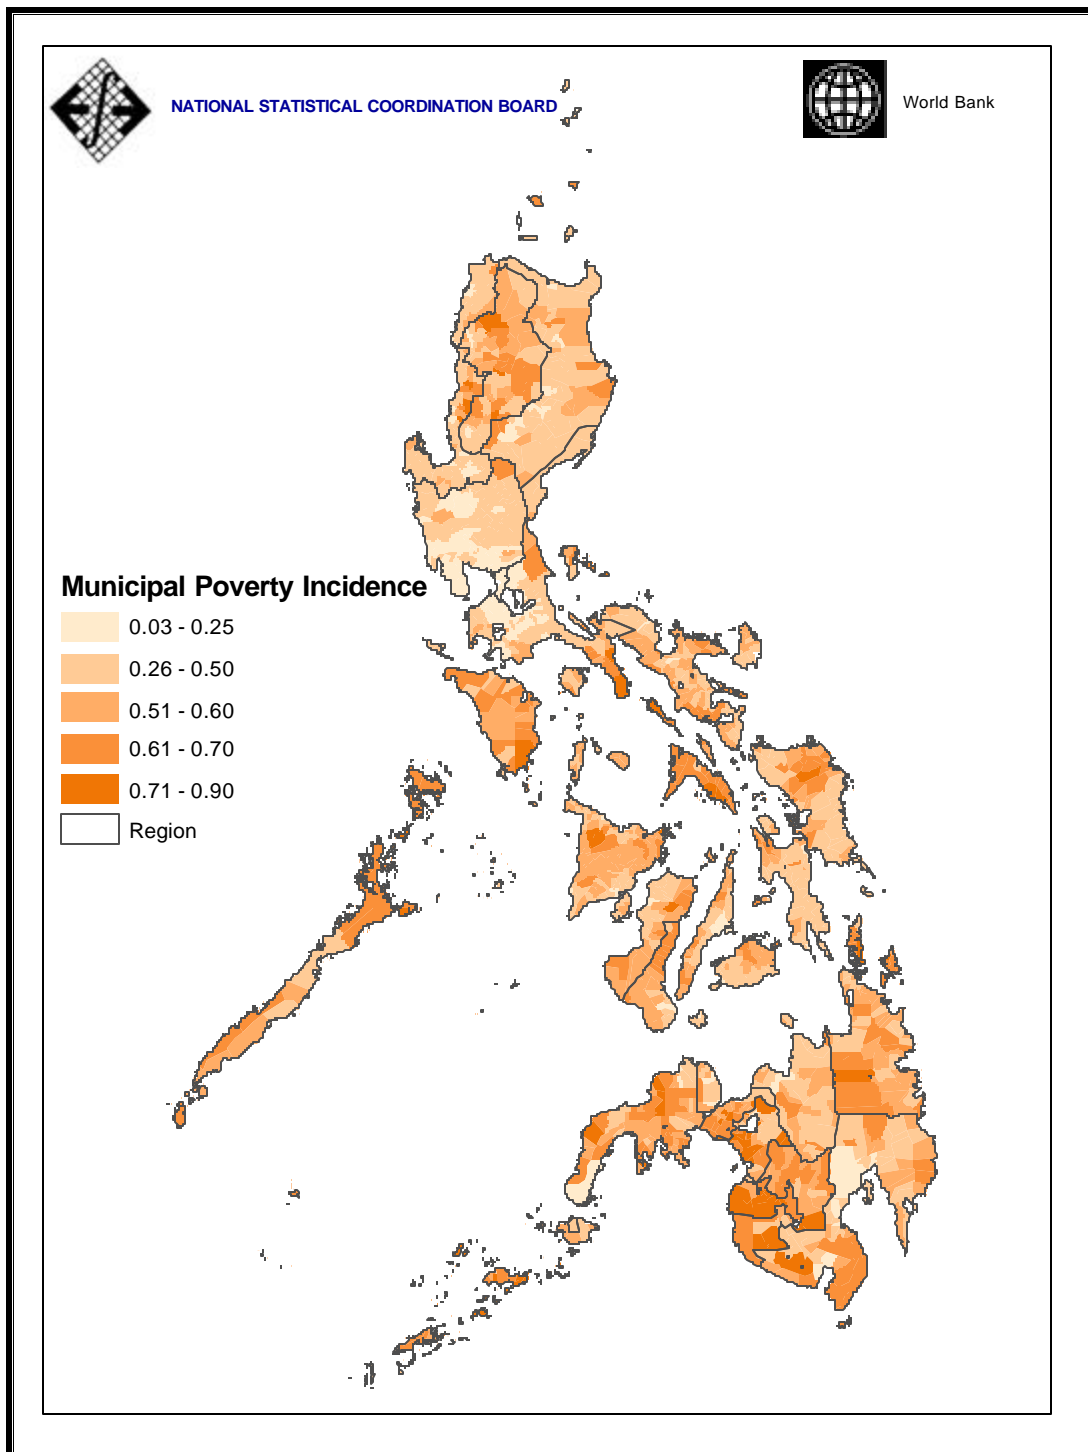 NATIONAL STATISTICAL COORDINATION BOARD
World Bank
Municipal Poverty Incidence
0.03 - 0.25
0.26 - 0.50
0.51 - 0.60
0.61 - 0.70
0.71 - 0.90
Region